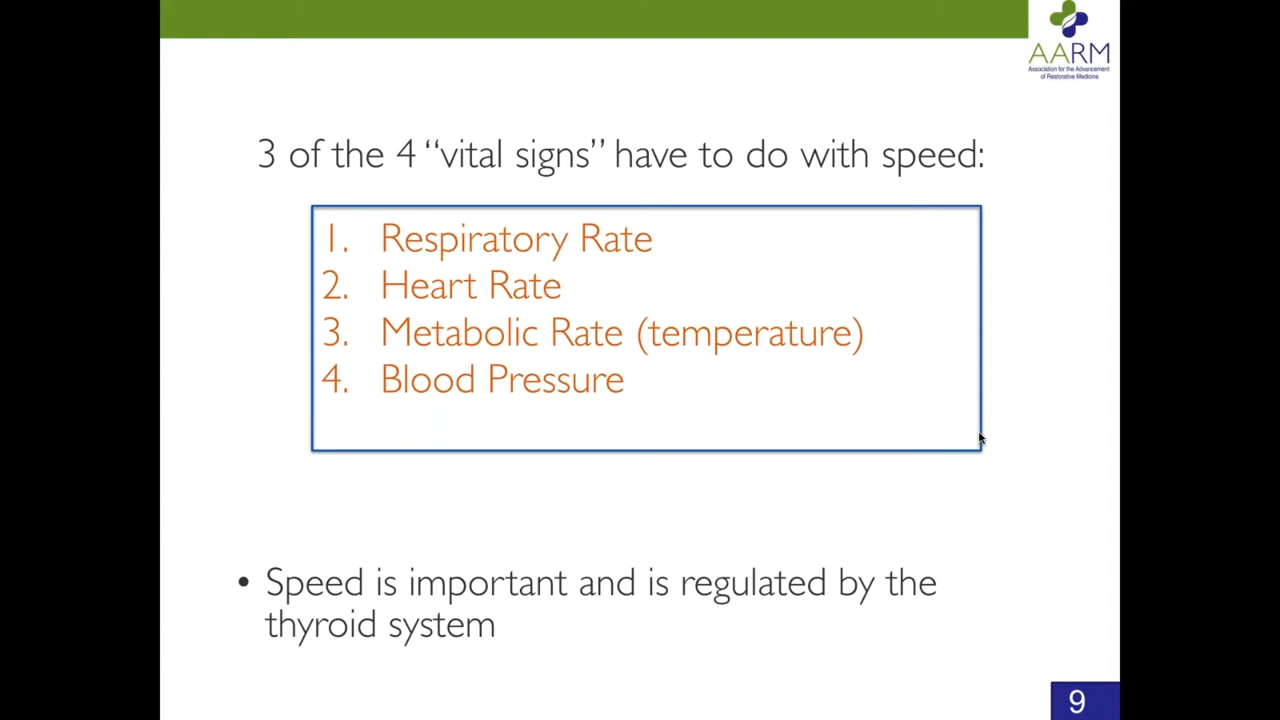 AARM
Association for the Advancement
of Restorative Medicine
3 of the 4 “vital signs” have to do with speed:
1. Respiratory Rate
2. Heart Rate
3. Metabolic Rate (temperature)
4. Blood Pressure
• Speed is important and is regulated by the
thyroid system
9